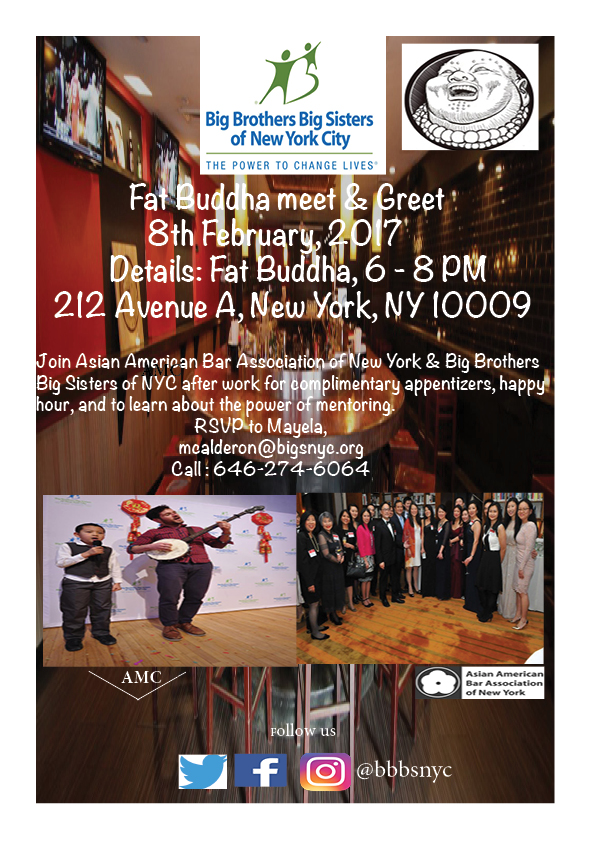 Big Brothers Big Sisters
of New York City
THE POWER TO CHANGE LIVES®
Fat Buddha meet & Greet
8th February, 2017
Details: Fat Buddha, 6 - 8 PM
212 Avenue A, New York, NY 10009
Join Asian American Bar Association of New York & Big Brothers
Big Sisters of NYC after work for complimentary appentizers, happy
hour, and to learn about the power of mentoring.
RSVP to Mayela,
mcalderon@bigsnyc.org
Call : 646-274-6064
AMC
Asian American
Bar Association
of New York
Follow us
@bbbsnyc